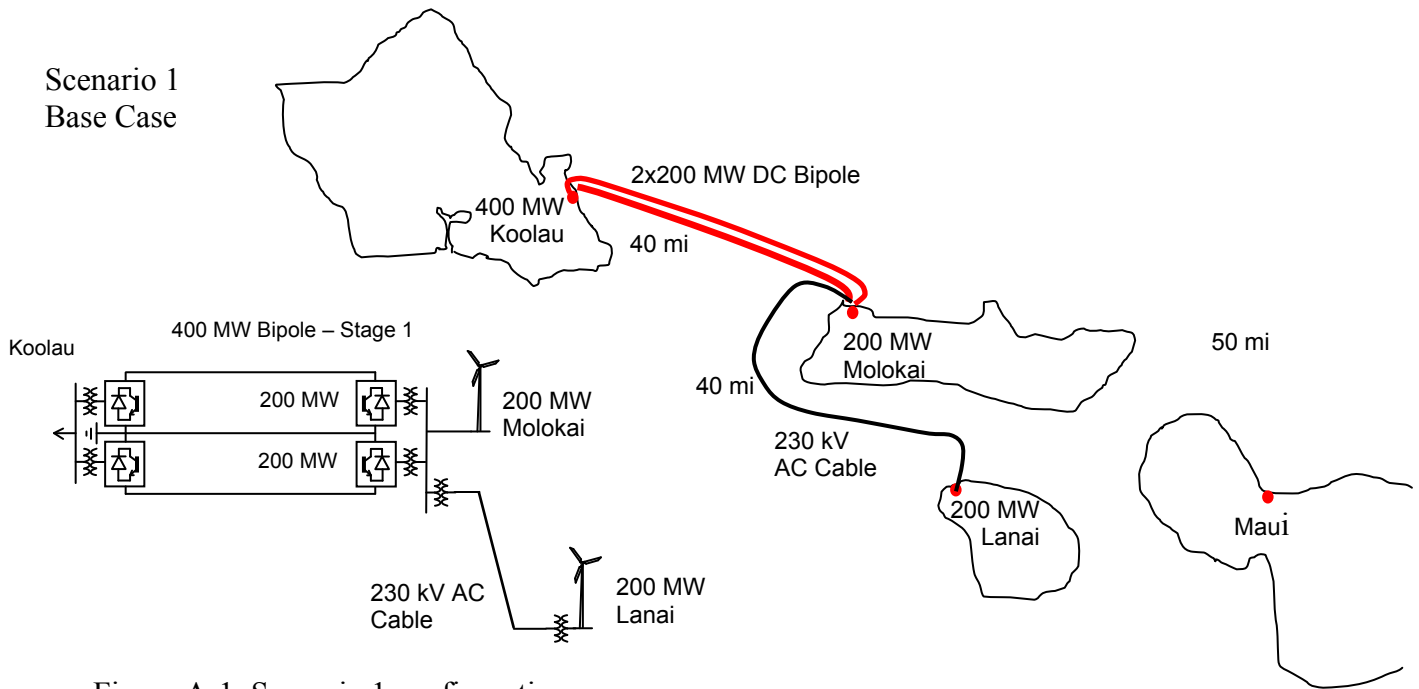 Scenario 1
Base Case
2x200 MW DC Bipole
400 MW
Koolau
40 mi
400 MW Bipole – Stage 1
Koolau
200 MW
200 MW
200 MW
Molokai
230 kV AC
Cable
200 MW
Lanai
200 MW
Molokai
50 mi
40 mi
230 kV
AC Cable
200 MW
Lanai
Maui